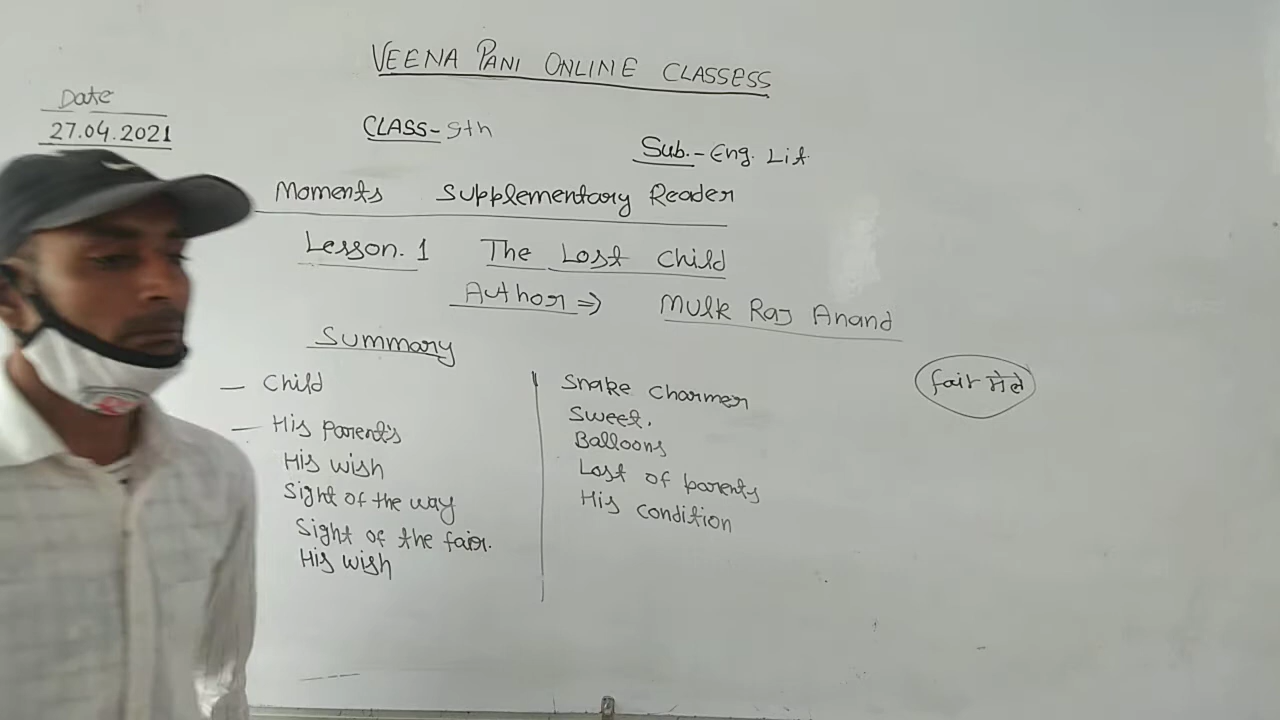 VEENA PANI ONLINE CLASSESS
Date
27.04.2021
CLASS-9th
Sub.-Eng. Lit
Moments Supplementary Reader
Lesson.1 The Lost Child
Author⇒ Mulk Raj Anand
Summary
— Child
— His parent's
His wish
Sight of the way
Sight of the fair.
His wish
Snake charmer
Sweet.
Balloons
Lost of parents
His condition
fair मेले